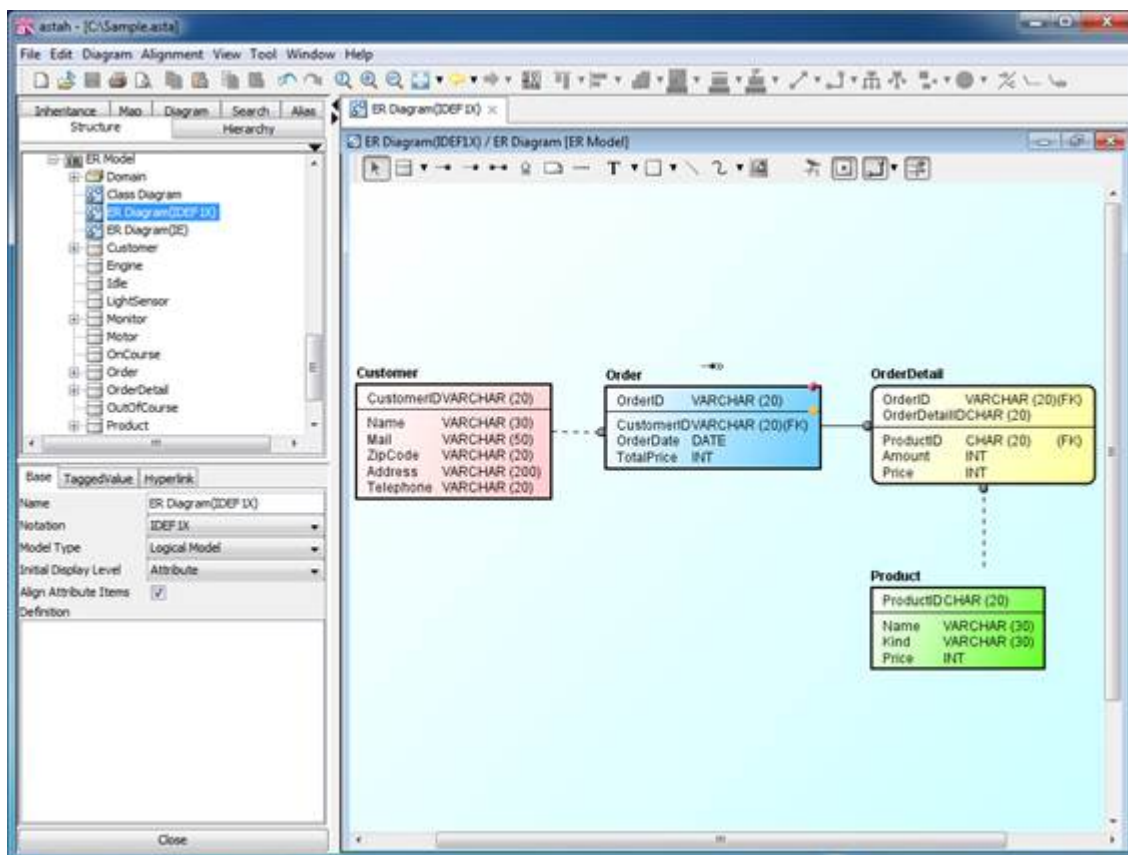 astah - [C:\Sample.asta]
File Edit Diagram Alignment View Tool Window Help
Inheritance Map Diagram Search Alias
Structure Hierarchy
ER Model
Domain
Class Diagram
ER Diagram(IDEF1X)
ER Diagram(IE)
Customer
Engine
Idle
LightSensor
Monitor
Motor
OnCourse
Order
OrderDetail
OutOfCourse
Product
Base TaggedValue Hyperlink
Name ER Diagram(IDEF1X)
Notation IDEF1X
Model Type Logical Model
Initial Display Level Attribute
Align Attribute Items
Definition
Close
ER Diagram(IDEF1X)
ER Diagram(IDEF1X) / ER Diagram [ER Model]
T
Customer
CustomerID VARCHAR (20)
Name VARCHAR (30)
Mail VARCHAR (50)
ZipCode VARCHAR (20)
Address VARCHAR (200)
Telephone VARCHAR (20)
Order
OrderID VARCHAR (20)
CustomerID VARCHAR (20)(FK)
OrderDate DATE
TotalPrice INT
OrderDetail
OrderID VARCHAR (20)(FK)
OrderDetailID CHAR (20)
ProductID CHAR (20) (FK)
Amount INT
Price INT
Product
ProductID CHAR (20)
Name VARCHAR (30)
Kind VARCHAR (30)
Price INT